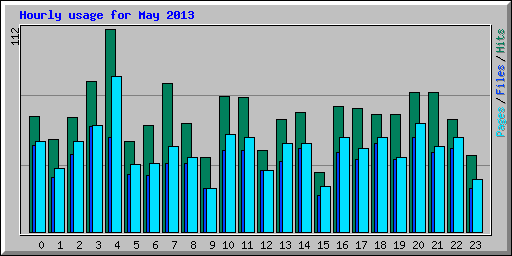 Hourly usage for May 2013
112
Pages / Files / Hits
0 1 2 3 4 5 6 7 8 9 10 11 12 13 14 15 16 17 18 19 20 21 22 23